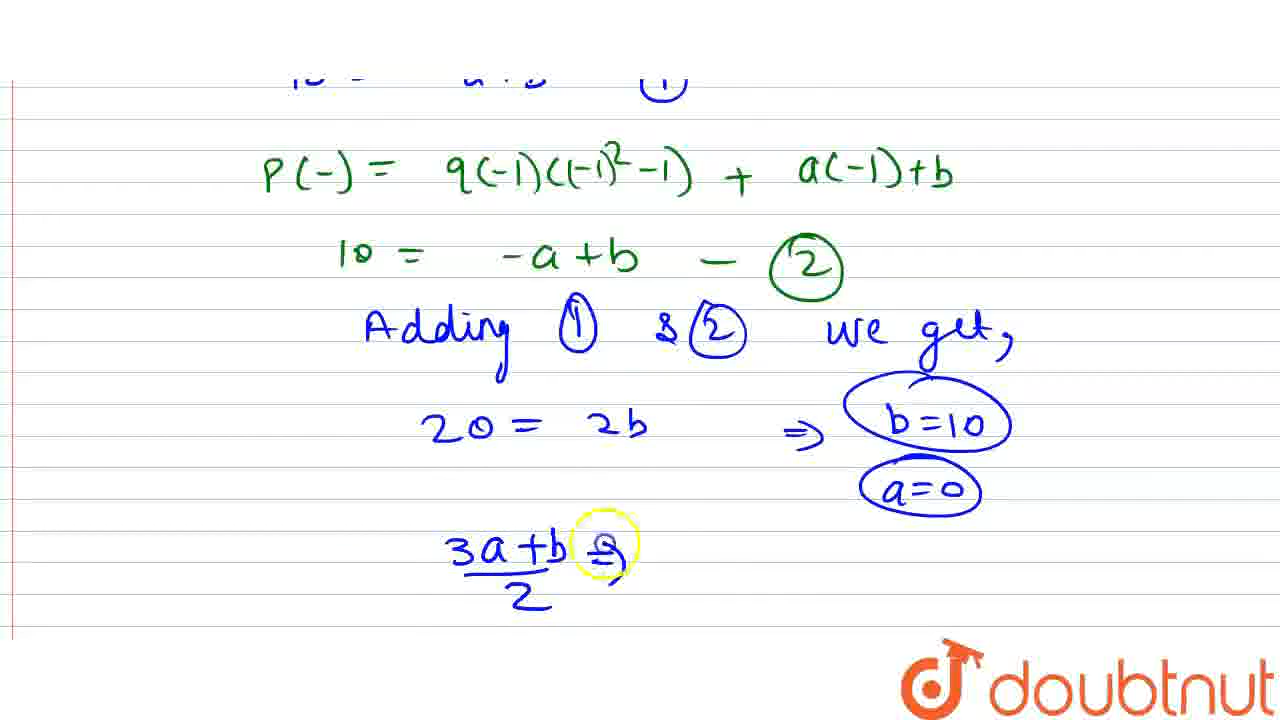 P(-) = q(-1)((-1)²-1) + a(-1)+b
10 = -a+b - ②
Adding ① & ② we get,
20 = 2b ⇒ b=10
a=0
3a+b ⇒
2
doubtnut